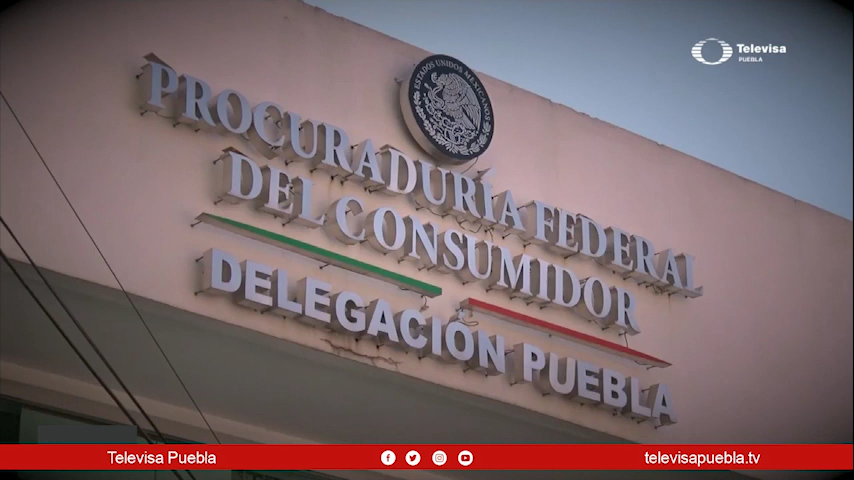 Televisa
PUEBLA
ESTADOS UNIDOS MEXICANOS
PROCURADURÍA FEDERAL
DEL CONSUMIDOR
DELEGACIÓN PUEBLA
Televisa Puebla
televisapuebla.tv